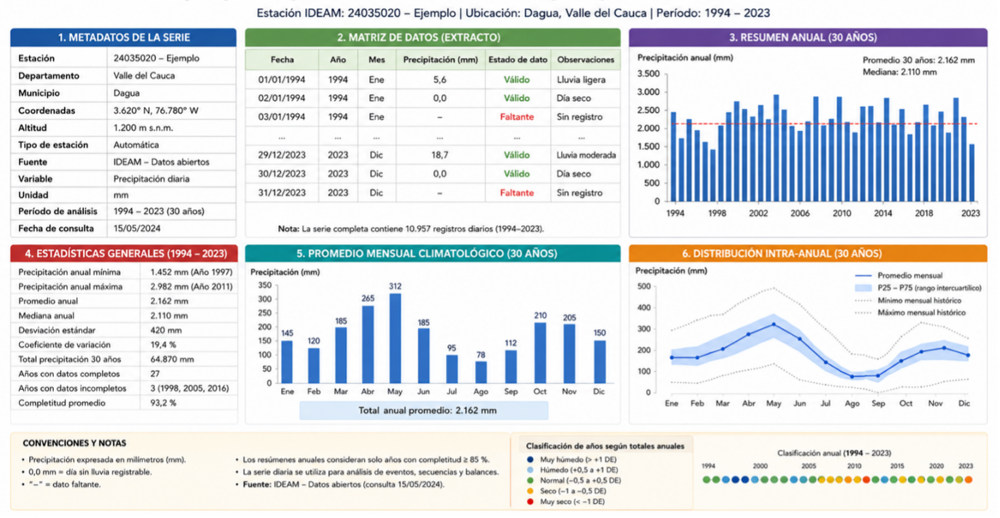 Estación IDEAM: 24035020 – Ejemplo | Ubicación: Dagua, Valle del Cauca | Período: 1994 – 2023
1. METADATOS DE LA SERIE
Estación 24035020 – Ejemplo
Departamento Valle del Cauca
Municipio Dagua
Coordenadas 3.620° N, 76.780° W
Altitud 1.200 m s.n.m.
Tipo de estación Automática
Fuente IDEAM – Datos abiertos
Variable Precipitación diaria
Unidad mm
Período de análisis 1994 – 2023 (30 años)
Fecha de consulta 15/05/2024
2. MATRIZ DE DATOS (EXTRACTO)
Fecha Año Mes Precipitación (mm) Estado de dato Observaciones
01/01/1994 1994 Ene 5,6 Válido Lluvia ligera
02/01/1994 1994 Ene 0,0 Válido Día seco
03/01/1994 1994 Ene – Faltante Sin registro
... ... ... ... ... ...
29/12/2023 2023 Dic 18,7 Válido Lluvia moderada
30/12/2023 2023 Dic 0,0 Válido Día seco
31/12/2023 2023 Dic – Faltante Sin registro
Nota: La serie completa contiene 10.957 registros diarios (1994–2023).
3. RESUMEN ANUAL (30 AÑOS)
Precipitación anual (mm)
Promedio 30 años: 2.162 mm
Mediana: 2.110 mm
3.500
3.000
2.500
2.000
1.500
1.000
500
0
1994 1998 2002 2006 2010 2014 2018 2023
4. ESTADÍSTICAS GENERALES (1994 – 2023)
Precipitación anual mínima 1.452 mm (Año 1997)
Precipitación anual máxima 2.982 mm (Año 2011)
Promedio anual 2.162 mm
Mediana anual 2.110 mm
Desviación estándar 420 mm
Coeficiente de variación 19,4 %
Total precipitación 30 años 64.870 mm
Años con datos completos 27
Años con datos incompletos 3 (1998, 2005, 2016)
Completitud promedio 93,2 %
5. PROMEDIO MENSUAL CLIMATOLÓGICO (30 AÑOS)
Precipitación (mm)
350
300
250
200
150
100
50
0
145 120 185 265 312 185 95 78 112 210 205 150
Ene Feb Mar Abr May Jun Jul Ago Sep Oct Nov Dic
Total anual promedio: 2.162 mm
6. DISTRIBUCIÓN INTRA-ANUAL (30 AÑOS)
Precipitación (mm)
500
400
300
200
100
0
Promedio mensual
P25 – P75 (rango intercuartílico)
Mínimo mensual histórico
Máximo mensual histórico
Ene Feb Mar Abr May Jun Jul Ago Sep Oct Nov Dic
CONVENCIONES Y NOTAS
• Precipitación expresada en milímetros (mm).
• 0,0 mm = día sin lluvia registrable.
• "–" = dato faltante.
• Los resúmenes anuales consideran solo años con completitud ≥ 85 %.
• La serie diaria se utiliza para análisis de eventos, secuencias y balances.
• Fuente: IDEAM – Datos abiertos (consulta 15/05/2024).
Clasificación de años según totales anuales
Muy húmedo (> +1 DE)
Húmedo (+0,5 a +1 DE)
Normal (−0,5 a +0,5 DE)
Seco (−1 a −0,5 DE)
Muy seco (< −1 DE)
Clasificación anual (1994 – 2023)
1994 2000 2005 2010 2015 2020 2023